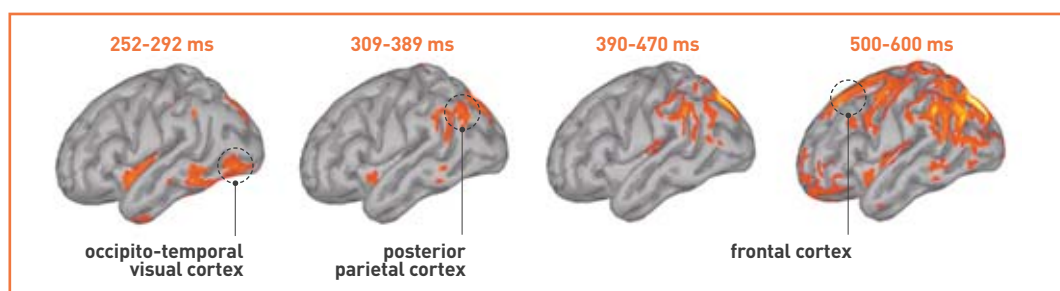 252-292 ms
309-389 ms
390-470 ms
500-600 ms
occipito-temporal
visual cortex
posterior
parietal cortex
frontal cortex